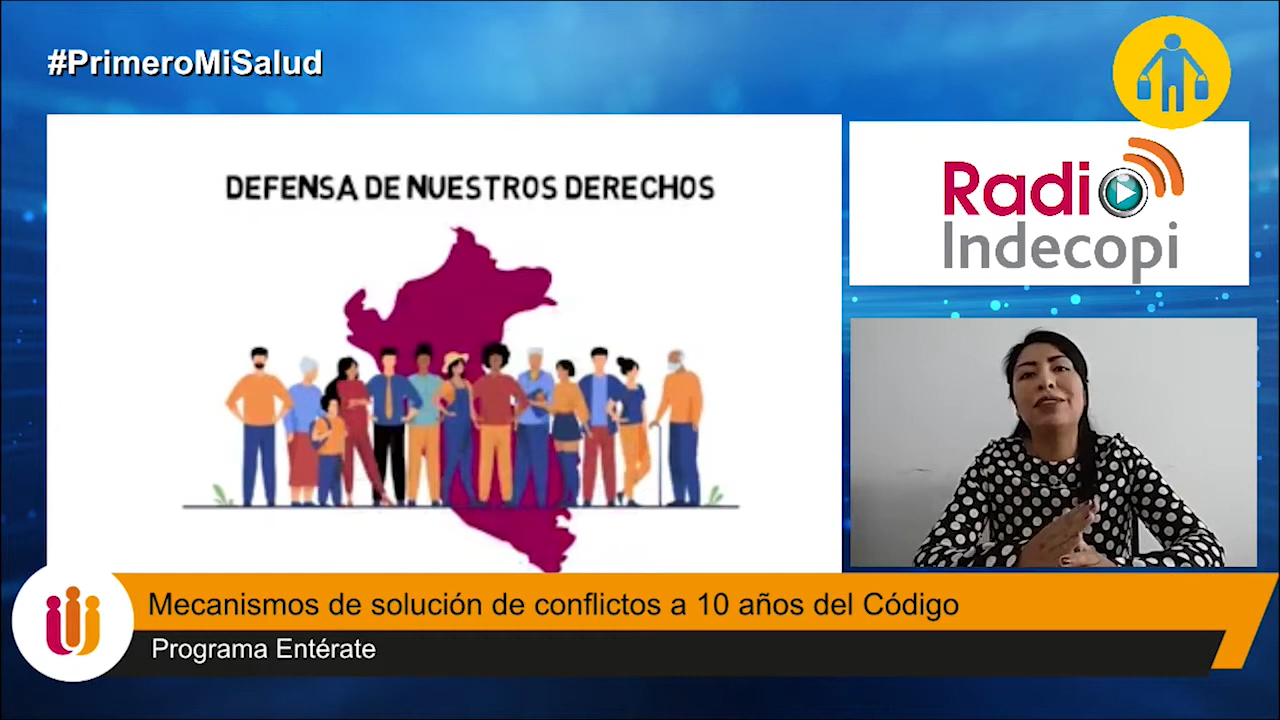 #PrimeroMiSalud
DEFENSA DE NUESTROS DERECHOS
Radio
Indecopi
Mecanismos de solución de conflictos a 10 años del Código
Programa Entérate